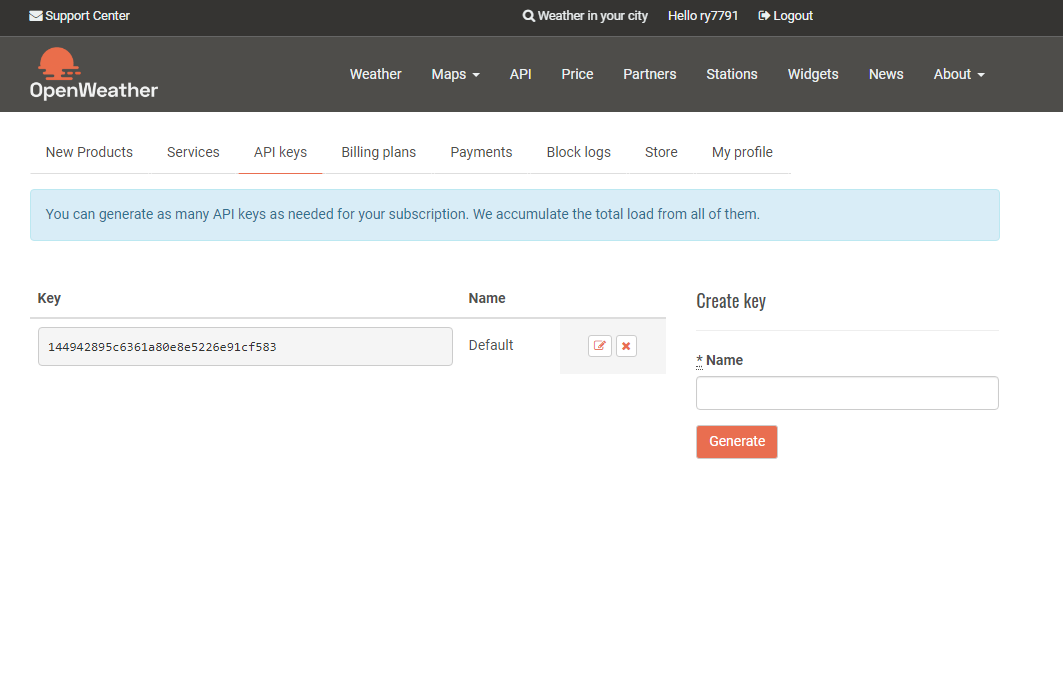 Support Center
Weather in your city Hello ry7791 Logout
OpenWeather
Weather Maps API Price Partners Stations Widgets News About
New Products Services API keys Billing plans Payments Block logs Store My profile
You can generate as many API keys as needed for your subscription. We accumulate the total load from all of them.
Key Name
144942895c6361a80e8e5226e91cf583 Default
Create key
* Name
Generate